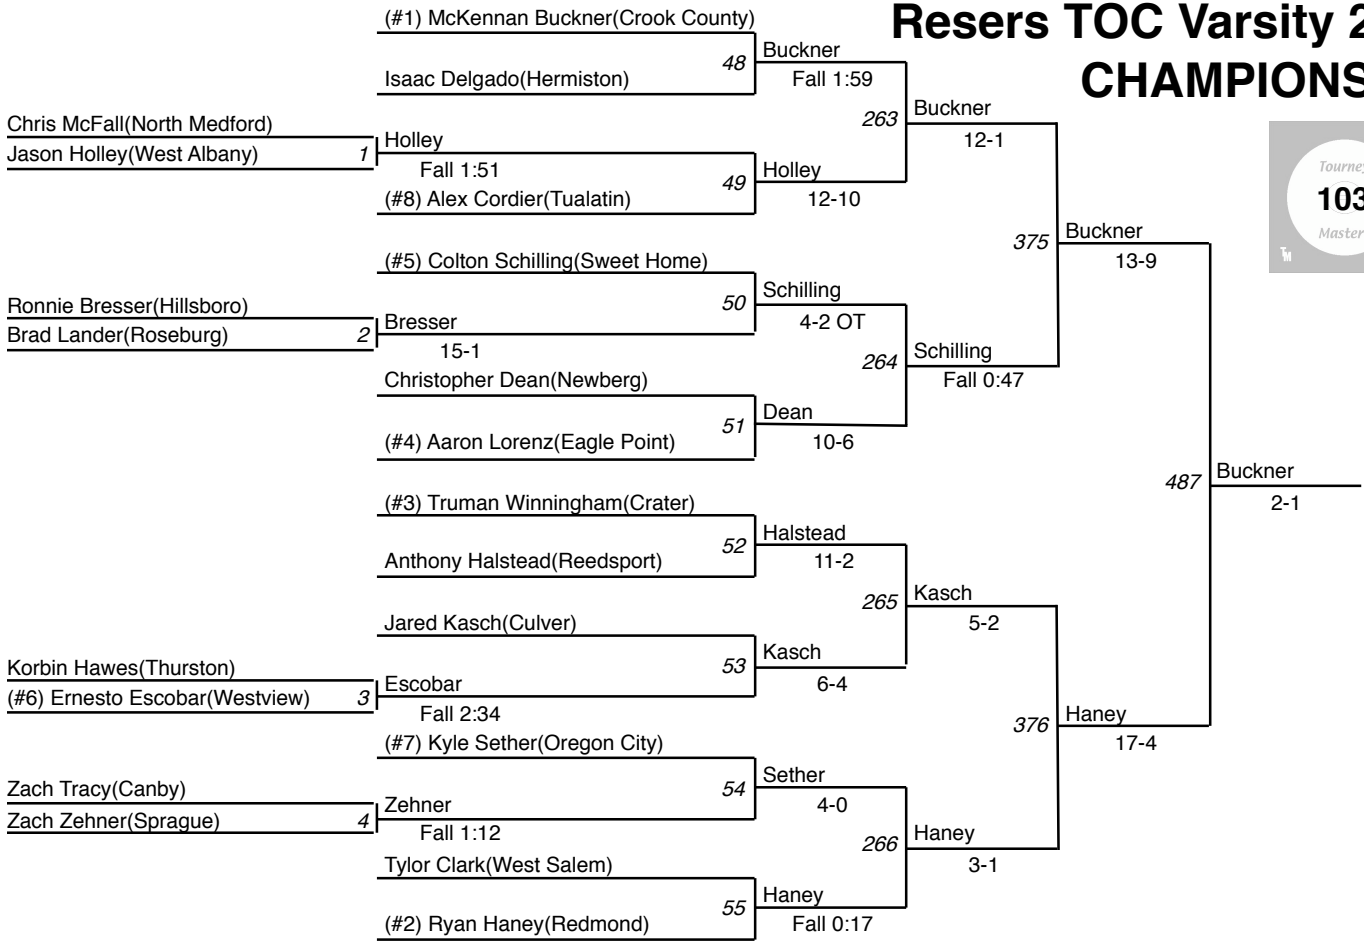 (#1) McKennan Buckner(Crook County)
Resers TOC Varsity 2
CHAMPIONS
48
Buckner
Fall 1:59
Isaac Delgado(Hermiston)
263
Buckner
12-1
Chris McFall(North Medford)
Jason Holley(West Albany)
1
Holley
Fall 1:51
49
Holley
12-10
(#8) Alex Cordier(Tualatin)
Tourney
103
Master
TM
375
Buckner
13-9
(#5) Colton Schilling(Sweet Home)
50
Schilling
4-2 OT
Ronnie Bresser(Hillsboro)
Brad Lander(Roseburg)
2
Bresser
15-1
264
Schilling
Fall 0:47
Christopher Dean(Newberg)
51
Dean
10-6
(#4) Aaron Lorenz(Eagle Point)
487
Buckner
2-1
(#3) Truman Winningham(Crater)
52
Halstead
11-2
Anthony Halstead(Reedsport)
265
Kasch
5-2
Jared Kasch(Culver)
53
Kasch
6-4
Korbin Hawes(Thurston)
(#6) Ernesto Escobar(Westview)
3
Escobar
Fall 2:34
376
Haney
17-4
(#7) Kyle Sether(Oregon City)
54
Sether
4-0
Zach Tracy(Canby)
Zach Zehner(Sprague)
4
Zehner
Fall 1:12
266
Haney
3-1
Tylor Clark(West Salem)
55
Haney
Fall 0:17
(#2) Ryan Haney(Redmond)